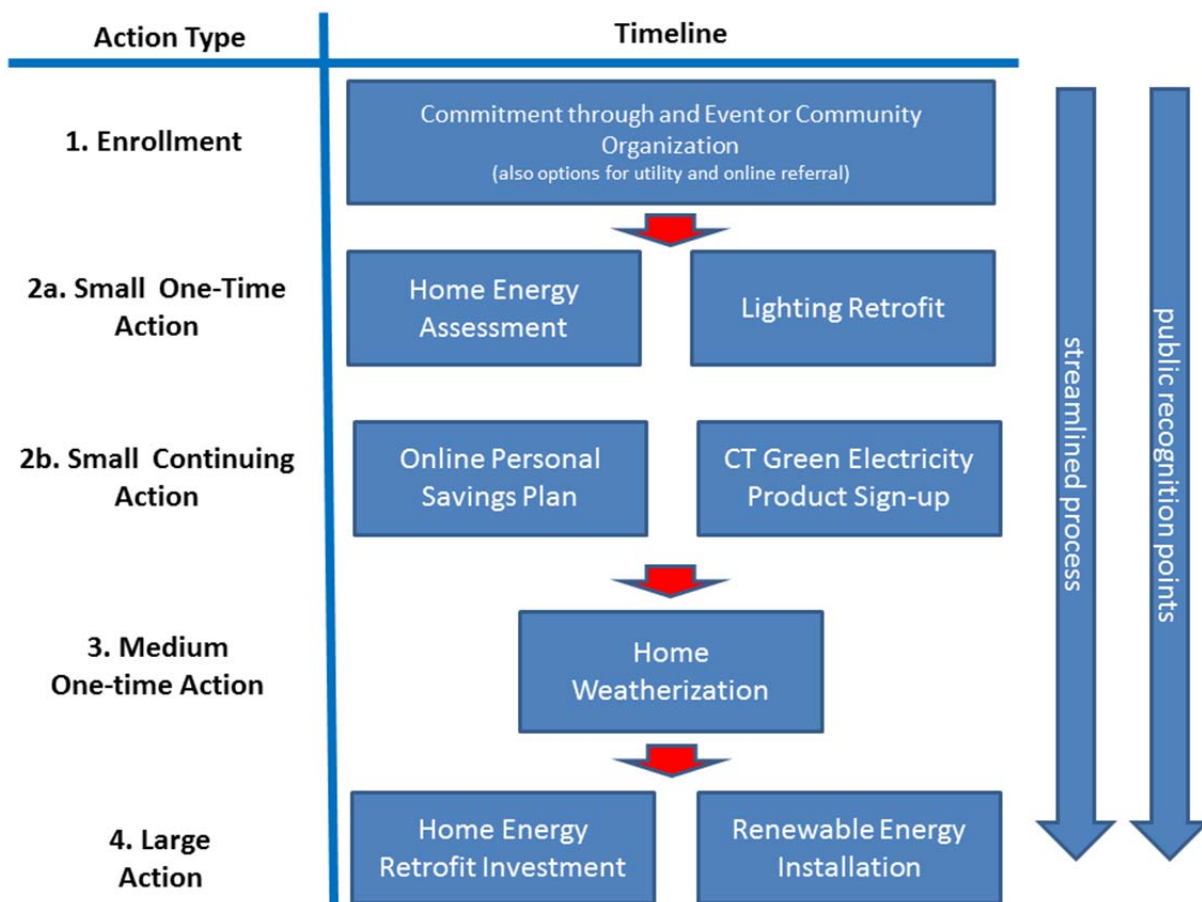 Action Type
Timeline
1. Enrollment
Commitment through and Event or Community
Organization
(also options for utility and online referral)
2a. Small One-Time
Action
Home Energy
Assessment
Lighting Retrofit
2b. Small Continuing
Action
Online Personal
Savings Plan
CT Green Electricity
Product Sign-up
3. Medium
One-time Action
Home
Weatherization
4. Large
Action
Home Energy
Retrofit Investment
Renewable Energy
Installation
streamlined process
public recognition points